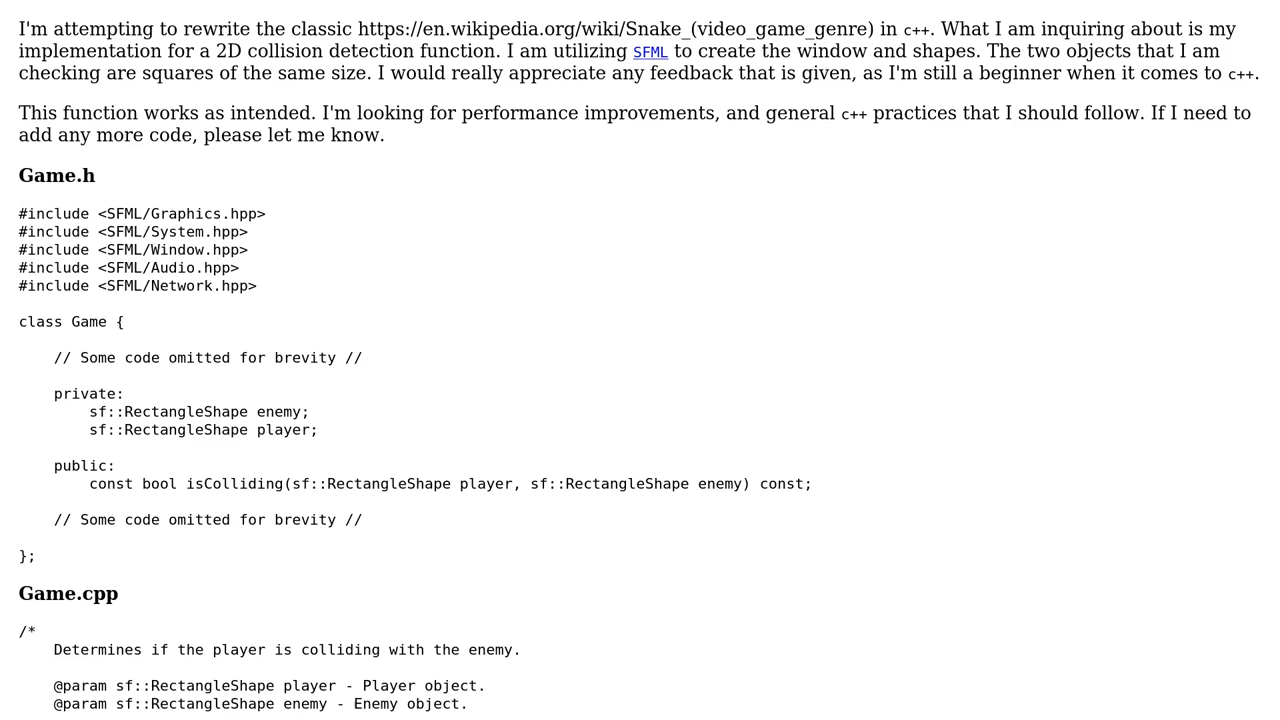 I'm attempting to rewrite the classic https://en.wikipedia.org/wiki/Snake_(video_game_genre) in c++. What I am inquiring about is my
implementation for a 2D collision detection function. I am utilizing SFML to create the window and shapes. The two objects that I am
checking are squares of the same size. I would really appreciate any feedback that is given, as I'm still a beginner when it comes to c++.
This function works as intended. I'm looking for performance improvements, and general c++ practices that I should follow. If I need to
add any more code, please let me know.
Game.h
#include <SFML/Graphics.hpp>
#include <SFML/System.hpp>
#include <SFML/Window.hpp>
#include <SFML/Audio.hpp>
#include <SFML/Network.hpp>
class Game {
// Some code omitted for brevity //
private:
sf::RectangleShape enemy;
sf::RectangleShape player;
public:
const bool isColliding(sf::RectangleShape player, sf::RectangleShape enemy) const;
// Some code omitted for brevity //
};
Game.cpp
/*
Determines if the player is colliding with the enemy.
@param sf::RectangleShape player - Player object.
@param sf::RectangleShape enemy - Enemy object.